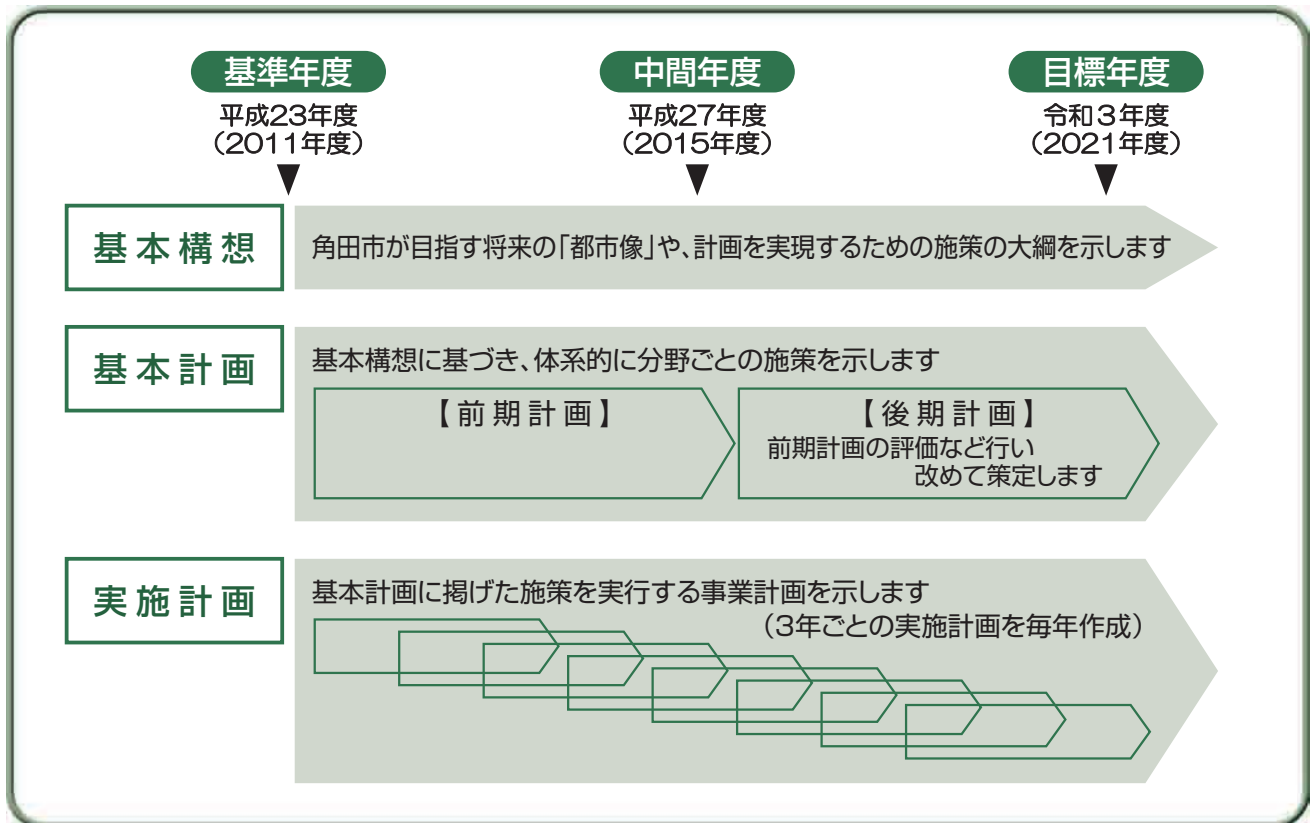 基準年度
平成23年度
（2011年度）
中間年度
平成27年度
（2015年度）
目標年度
令和3年度
（2021年度）
基本構想
角田市が目指す将来の「都市像」や、計画を実現するための施策の大綱を示します
基本計画
基本構想に基づき、体系的に分野ごとの施策を示します
【前期計画】
【後期計画】
前期計画の評価など行い
改めて策定します
実施計画
基本計画に掲げた施策を実行する事業計画を示します
（3年ごとの実施計画を毎年作成）